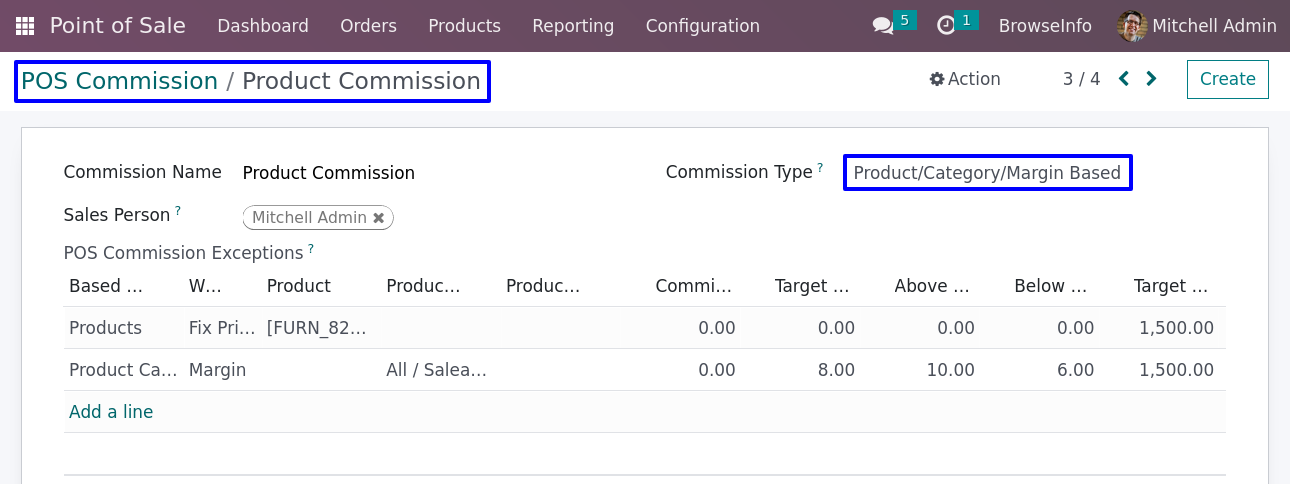 Point of Sale Dashboard Orders Products Reporting Configuration 5 1 BrowseInfo Mitchell Admin
POS Commission / Product Commission Action 3 / 4 Create
Commission Name Product Commission Commission Type ? Product/Category/Margin Based
Sales Person ? Mitchell Admin ✖
POS Commission Exceptions ?
Based ... W... Product Produc... Produc... Commi... Target ... Above ... Below ... Target ...
Products Fix Pri... [FURN_82... 0.00 0.00 0.00 0.00 1,500.00
Product Ca... Margin All / Salea... 0.00 8.00 10.00 6.00 1,500.00
Add a line